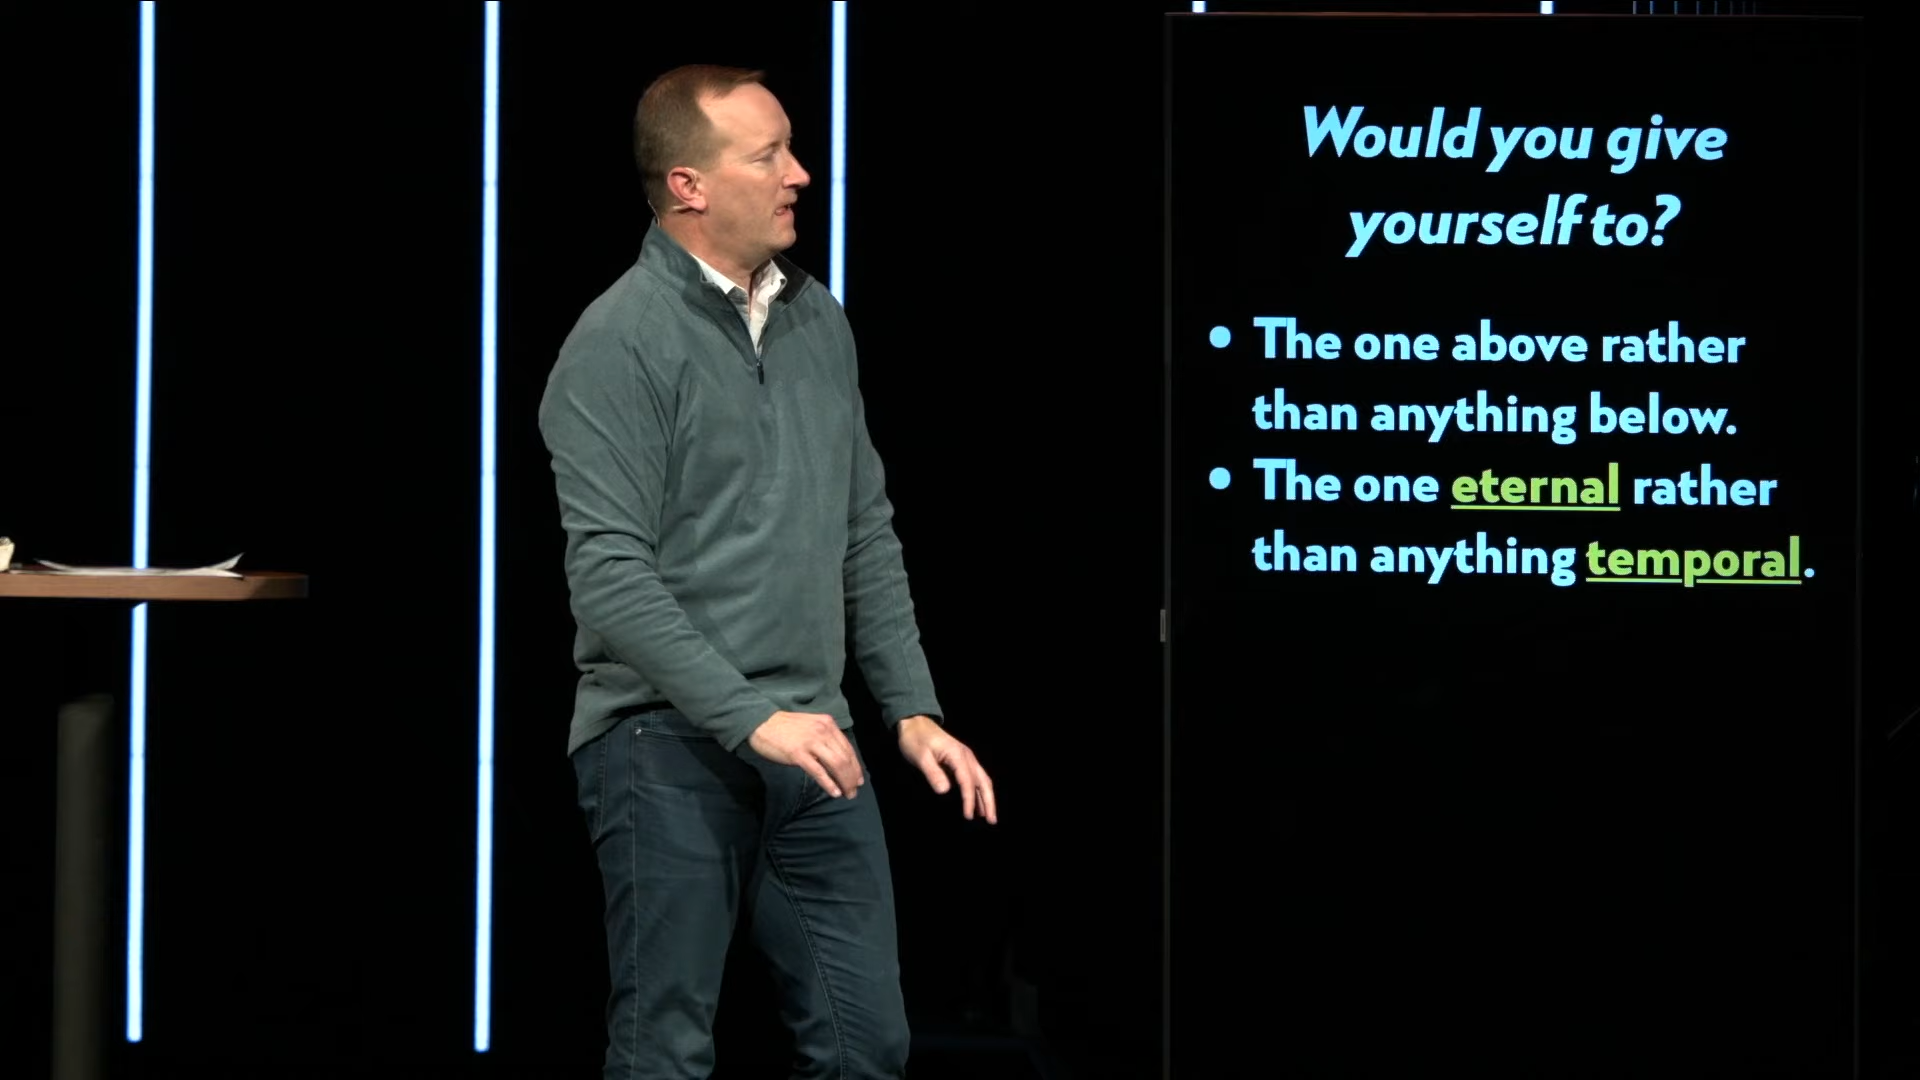 Would you give
yourself to?
• The one above rather
than anything below.
• The one eternal rather
than anything temporal.